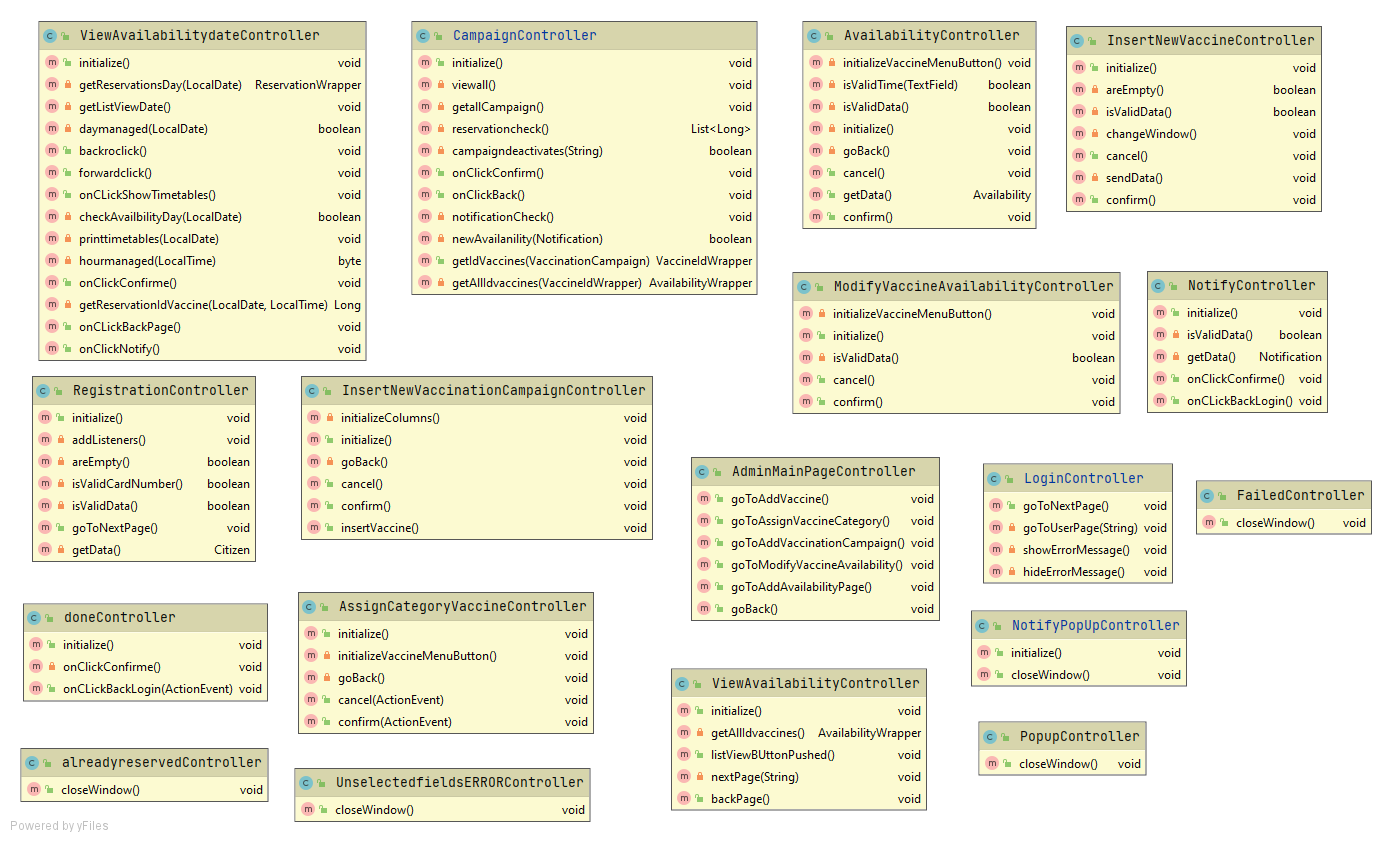 ViewAvailabilitydateController
initialize() void
getReservationsDay(LocalDate) ReservationWrapper
getListViewDate() void
daymanaged(LocalDate) boolean
backroclick() void
forwardclick() void
onCLickShowTimetables() void
checkAvailbilityDay(LocalDate) boolean
printtimetables(LocalDate) void
hourmanaged(LocalTime) byte
onClickConfirme() void
getReservationIdVaccine(LocalDate, LocalTime) Long
onCLickBackPage() void
onClickNotify() void
CampaignController
initialize() void
viewall() void
getallCampaign() void
reservationcheck() List<Long>
campaigndeactivates(String) boolean
onClickConfirm() void
onClickBack() void
notificationCheck() void
newAvailanility(Notification) boolean
getIdVaccines(VaccinationCampaign) VaccineIdWrapper
getAllIdvaccines(VaccineIdWrapper) AvailabilityWrapper
AvailabilityController
initializeVaccineMenuButton() void
isValidTime(TextField) boolean
isValidData() boolean
initialize() void
goBack() void
cancel() void
getData() Availability
confirm() void
InsertNewVaccineController
initialize() void
areEmpty() boolean
isValidData() boolean
changeWindow() void
cancel() void
sendData() void
confirm() void
ModifyVaccineAvailabilityController
initializeVaccineMenuButton() void
initialize() void
isValidData() boolean
cancel() void
confirm() void
NotifyController
initialize() void
isValidData() boolean
getData() Notification
onClickConfirme() void
onCLickBackLogin() void
RegistrationController
initialize() void
addListeners() void
areEmpty() boolean
isValidCardNumber() boolean
isValidData() boolean
goToNextPage() void
getData() Citizen
InsertNewVaccinationCampaignController
initializeColumns() void
initialize() void
goBack() void
cancel() void
confirm() void
insertVaccine() void
AdminMainPageController
goToAddVaccine() void
goToAssignVaccineCategory() void
goToAddVaccinationCampaign() void
goToModifyVaccineAvailability() void
goToAddAvailabilityPage() void
goBack() void
LoginController
goToNextPage() void
goToUserPage(String) void
showErrorMessage() void
hideErrorMessage() void
FailedController
closeWindow() void
doneController
initialize() void
onClickConfirme() void
onCLickBackLogin(ActionEvent) void
AssignCategoryVaccineController
initialize() void
initializeVaccineMenuButton() void
goBack() void
cancel(ActionEvent) void
confirm(ActionEvent) void
NotifyPopUpController
initialize() void
closeWindow() void
ViewAvailabilityController
initialize() void
getAllIdvaccines() AvailabilityWrapper
listViewBUttonPushed() void
nextPage(String) void
backPage() void
PopupController
closeWindow() void
alreadyreservedController
closeWindow() void
UnselectedfieldsERRORController
closeWindow() void
Powered by yFiles